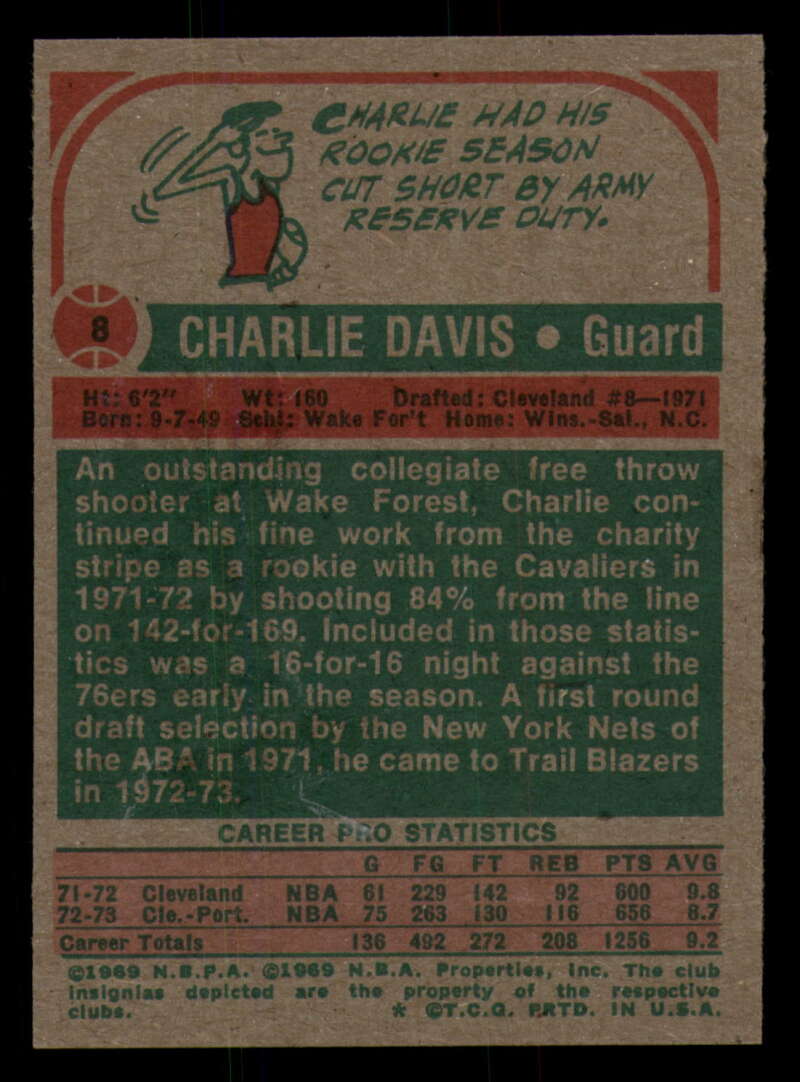 CHARLIE HAD HIS
ROOKIE SEASON
CUT SHORT BY ARMY
RESERVE DUTY.
8 CHARLIE DAVIS • Guard
Ht: 6'2" Wt: 160 Drafted: Cleveland #8—1971
Born: 9-7-49 Schl: Wake For't Home: Wins.-Sal., N.C.
An outstanding collegiate free throw
shooter at Wake Forest, Charlie con-
tinued his fine work from the charity
stripe as a rookie with the Cavaliers in
1971-72 by shooting 84% from the line
on 142-for-169. Included in those statis-
tics was a 16-for-16 night against the
76ers early in the season. A first round
draft selection by the New York Nets of
the ABA in 1971, he came to Trail Blazers
in 1972-73.
CAREER PRO STATISTICS
G FG FT REB PTS AVG
71-72 Cleveland NBA 61 229 142 92 600 9.8
72-73 Cle.-Port. NBA 75 263 130 116 656 8.7
Career Totals 136 492 272 208 1256 9.2
©1969 N.B.P.A. ©1969 N.B.A. Properties, Inc. The club
insignias depicted are the property of the respective
clubs. * ©T.C.G. PRTD. IN U.S.A.